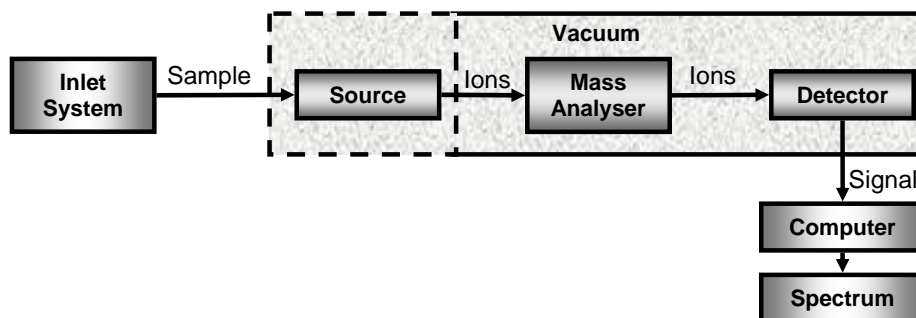 Vacuum
Inlet
System
Sample
Source
Ions
Mass
Analyser
Ions
Detector
Signal
Computer
Spectrum